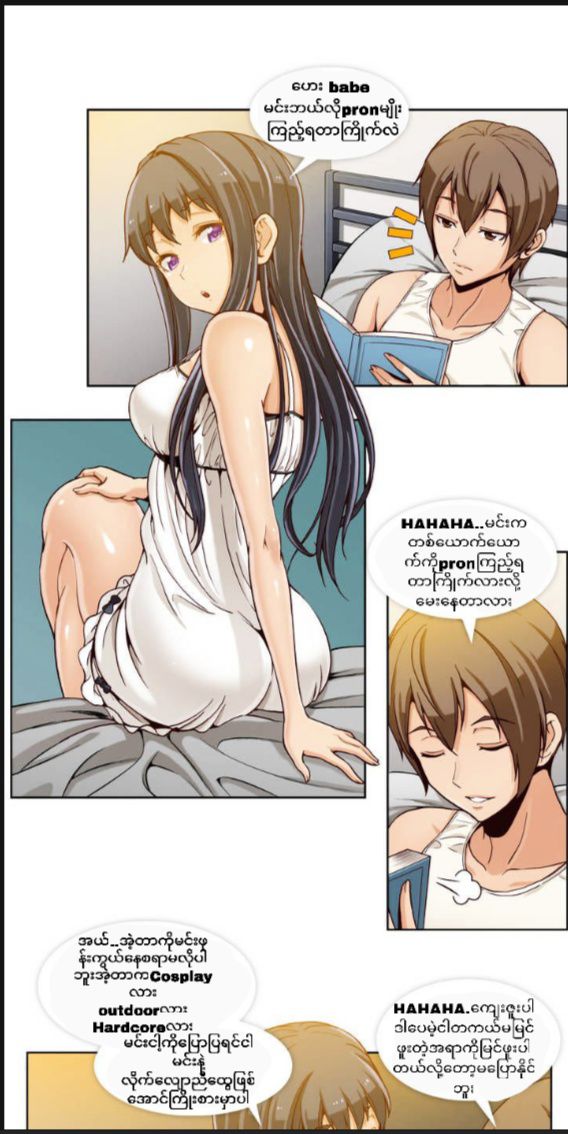 ဟေး babe
မင်းဘယ်လိုpronမျိုး
ကြည့်ရတာကြိုက်လဲ
HAHAHA..မင်းက
တစ်ယောက်ယော
က်ကိုpronကြည့်ရ
တာကြိုက်လားလို့
မေးနေတာလား
အယ်..အဲ့တာကိုမင်းဖု
န်းကွယ်နေစရာမလိုပါ
ဘူးအဲ့တာကCosplay
လား
outdoorလား
Hardcoreလား
မင်းငါ့ကိုပြောပြရင်ငါ
မင်းနဲ့
လိုက်လျောညီထွေဖြစ်
အောင်ကြိုးစားမှာပါ
HAHAHA.ကျေးဇူးပါ
ဒါပေမဲ့ငါတကယ်မမြင်
ဖူးတဲ့အရာကိုမြင်ဖူးပါ
တယ်လို့တော့မပြောနိုင်
ဘူး